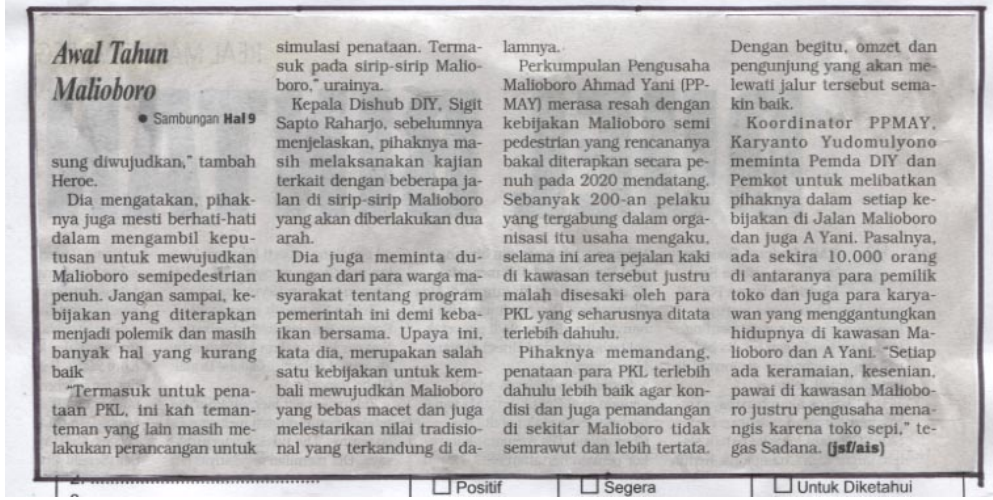 Awal Tahun
Malioboro
● Sambungan Hal 9
sung diwujudkan," tambah
Heroe.
Dia mengatakan, pihak-
nya juga mesti berhati-hati
dalam mengambil kepu-
tusan untuk mewujudkan
Malioboro semipedestrian
penuh. Jangan sampai, ke-
bijakan yang diterapkan
menjadi polemik dan masih
banyak hal yang kurang
baik
"Termasuk untuk pena-
taan PKL, ini kan teman-
teman yang lain masih me-
lakukan perancangan untuk
simulasi penataan. Terma-
suk pada sirip-sirip Malio-
boro," urainya.
Kepala Dishub DIY, Sigit
Sapto Raharjo, sebelumnya
menjelaskan, pihaknya ma-
sih melaksanakan kajian
terkait dengan beberapa ja-
lan di sirip-sirip Malioboro
yang akan diberlakukan dua
arah.
Dia juga meminta du-
kungan dari para warga ma-
syarakat tentang program
pemerintah ini demi keba-
ikan bersama. Upaya ini,
kata dia, merupakan salah
satu kebijakan untuk kem-
bali mewujudkan Malioboro
yang bebas macet dan juga
melestarikan nilai tradisio-
nal yang terkandung di da-
lamnya.
Perkumpulan Pengusaha
Malioboro Ahmad Yani (PP-
MAY) merasa resah dengan
kebijakan Malioboro semi
pedestrian yang rencananya
bakal diterapkan secara pe-
nuh pada 2020 mendatang.
Sebanyak 200-an pelaku
yang tergabung dalam orga-
nisasi itu usaha mengaku,
selama ini area pejalan kaki
di kawasan tersebut justru
malah disesaki oleh para
PKL yang seharusnya ditata
terlebih dahulu.
Pihaknya memandang,
penataan para PKL terlebih
dahulu lebih baik agar kon-
disi dan juga pemandangan
di sekitar Malioboro tidak
semrawut dan lebih tertata.
Dengan begitu, omzet dan
pengunjung yang akan me-
lewati jalur tersebut sema-
kin baik.
Koordinator PPMAY,
Karyanto Yudomulyono
meminta Pemda DIY dan
Pemkot untuk melibatkan
pihaknya dalam setiap ke-
bijakan di Jalan Malioboro
dan juga A Yani. Pasalnya,
ada sekira 10.000 orang
di antaranya para pemilik
toko dan juga para karya-
wan yang menggantungkan
hidupnya di kawasan Ma-
lioboro dan A Yani. "Setiap
ada keramaian, kesenian,
pawai di kawasan Maliobo-
ro justru pengusaha mena-
ngis karena toko sepi," te-
gas Sadana. (jsf/ais)
2.
Positif
Segera
Untuk Diketahui